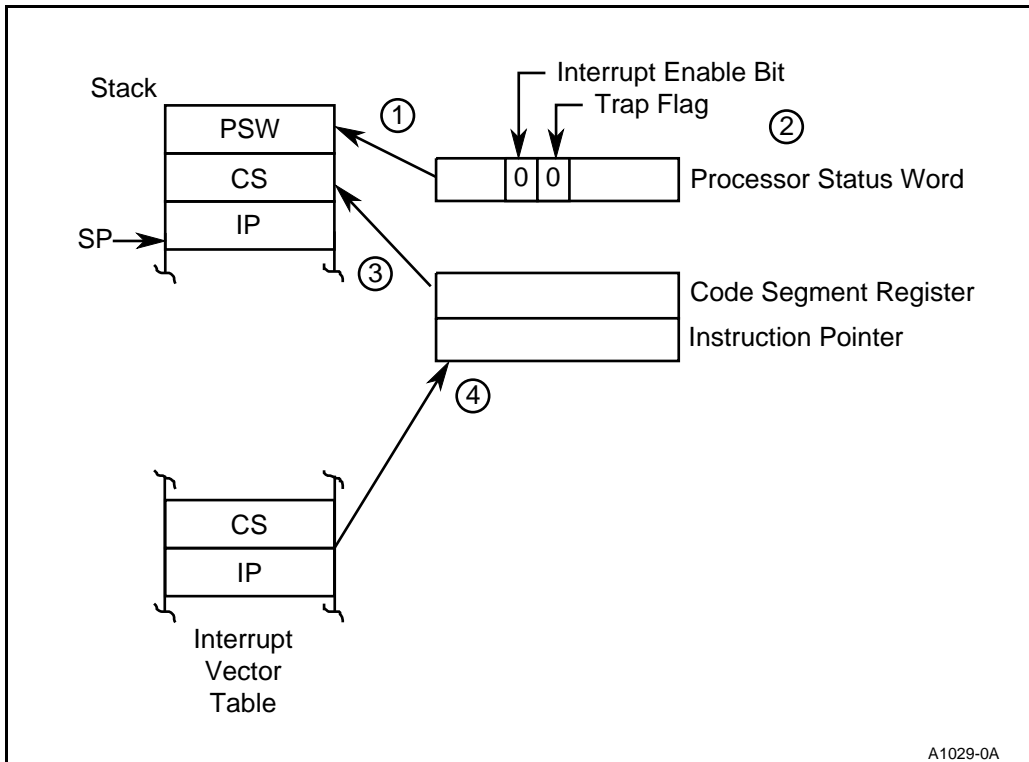 Interrupt Enable Bit
Trap Flag
Stack
PSW
1
2
CS
0 0
Processor Status Word
IP
SP
3
Code Segment Register
Instruction Pointer
4
CS
IP
Interrupt
Vector
Table
A1029-0A